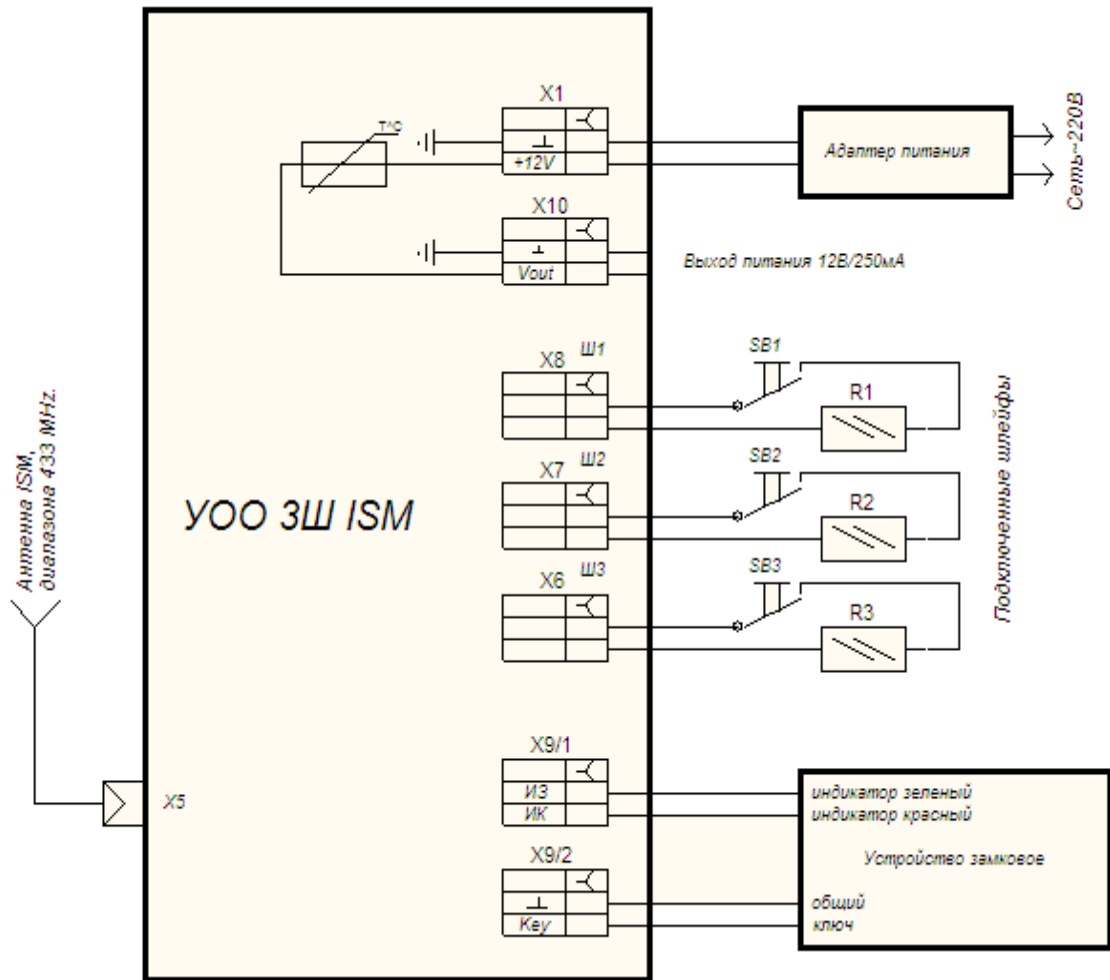 X1
T^C
+12V
Адаптер питания
Сеть~220В
X10
Vout
Выход питания 12В/250мА
X8
Ш1
SB1
R1
X7
Ш2
SB2
R2
X6
Ш3
SB3
R3
Подключенные шлейфы
Антенна ISM,
диапазона 433 MHz.
УОО 3Ш ISM
X5
X9/1
ИЗ
ИК
индикатор зеленый
индикатор красный
Устройство замковое
X9/2
Key
общий
ключ